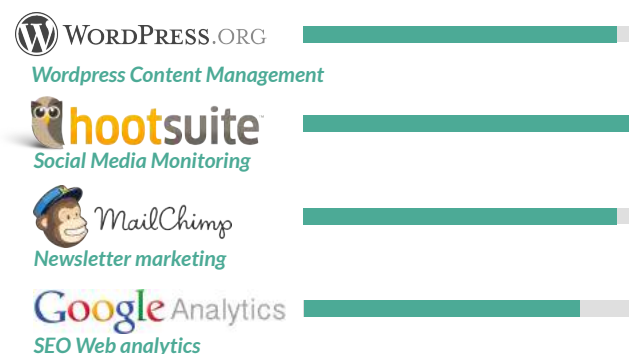 WORDPRESS.ORG
Wordpress Content Management
hootsuite
Social Media Monitoring
MailChimp
Newsletter marketing
Google Analytics
SEO Web analytics